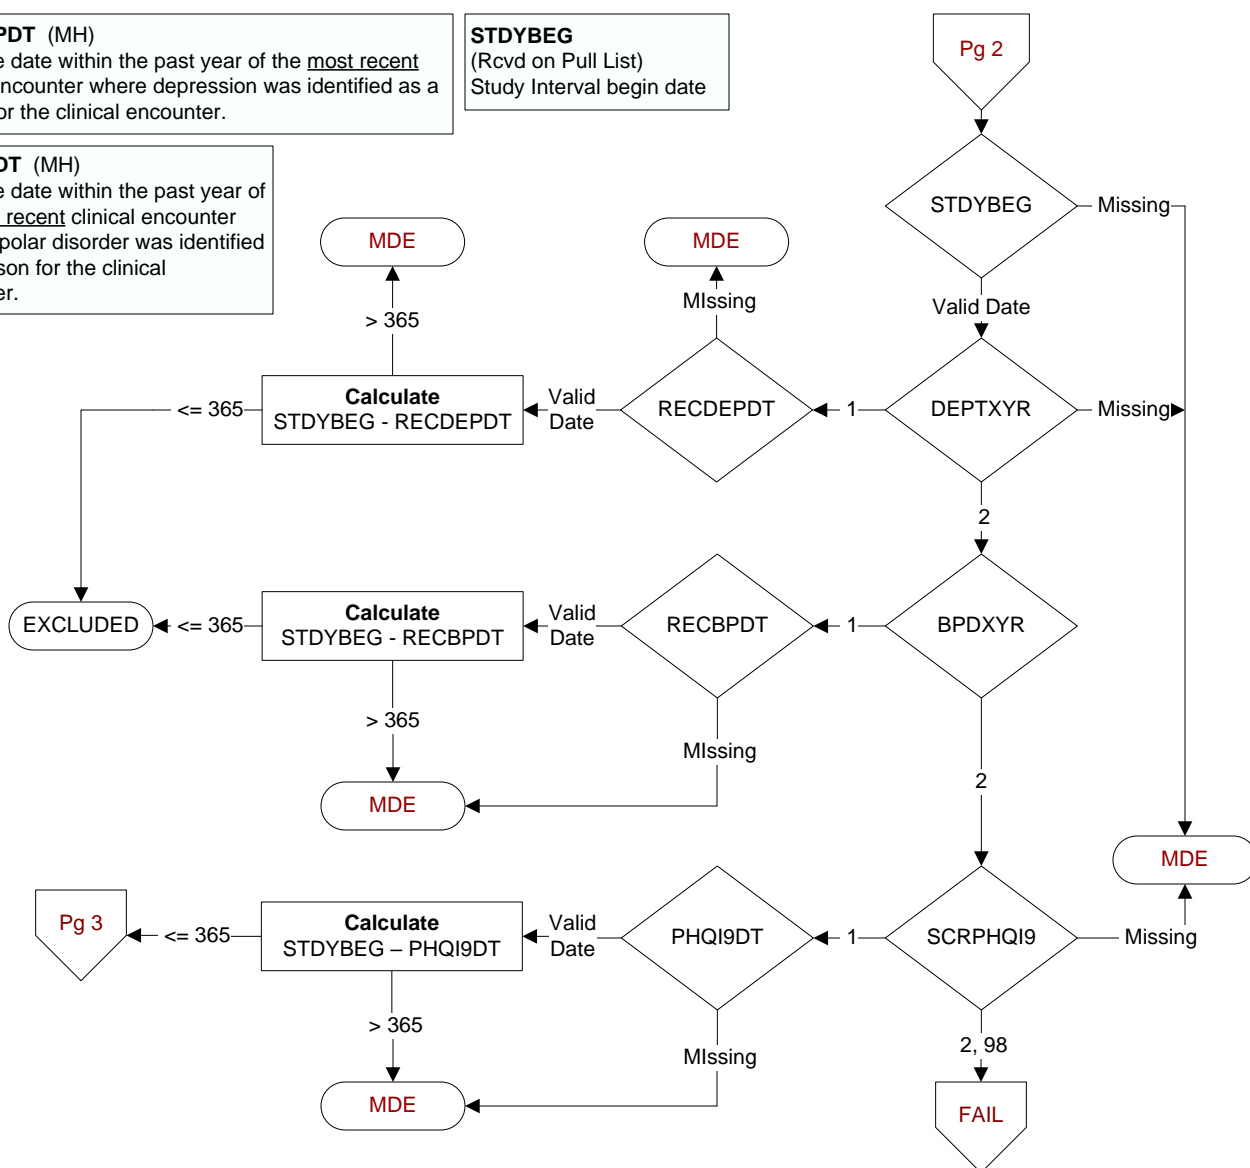 PDT (MH)
e date within the past year of the most recent
ncounter where depression was identified as a
or the clinical encounter.
STDYBEG
(Rcvd on Pull List)
Study Interval begin date
Pg 2
DT (MH)
e date within the past year of
recent clinical encounter
polar disorder was identified
son for the clinical
er.
STDYBEG
Missing
MDE
MDE
MIssing
Valid Date
> 365
Calculate
STDYBEG - RECDEPDT
<= 365
Valid
Date
RECDEPDT
1
DEPTXYR
Missing
2
EXCLUDED
<= 365
Calculate
STDYBEG - RECBPDT
Valid
Date
RECBPDT
1
BPDXYR
> 365
MIssing
2
MDE
MDE
Pg 3
<= 365
Calculate
STDYBEG – PHQI9DT
Valid
Date
PHQI9DT
1
SCRPHQI9
Missing
> 365
MIssing
2, 98
MDE
FAIL